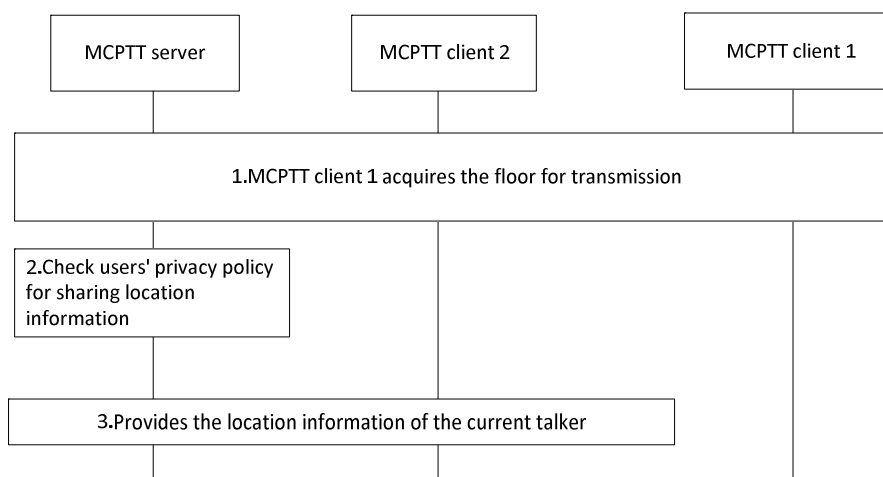 MCPTT server
MCPTT client 2
MCPTT client 1
1.MCPTT client 1 acquires the floor for transmission
2.Check users' privacy policy
for sharing location
information
3.Provides the location information of the current talker